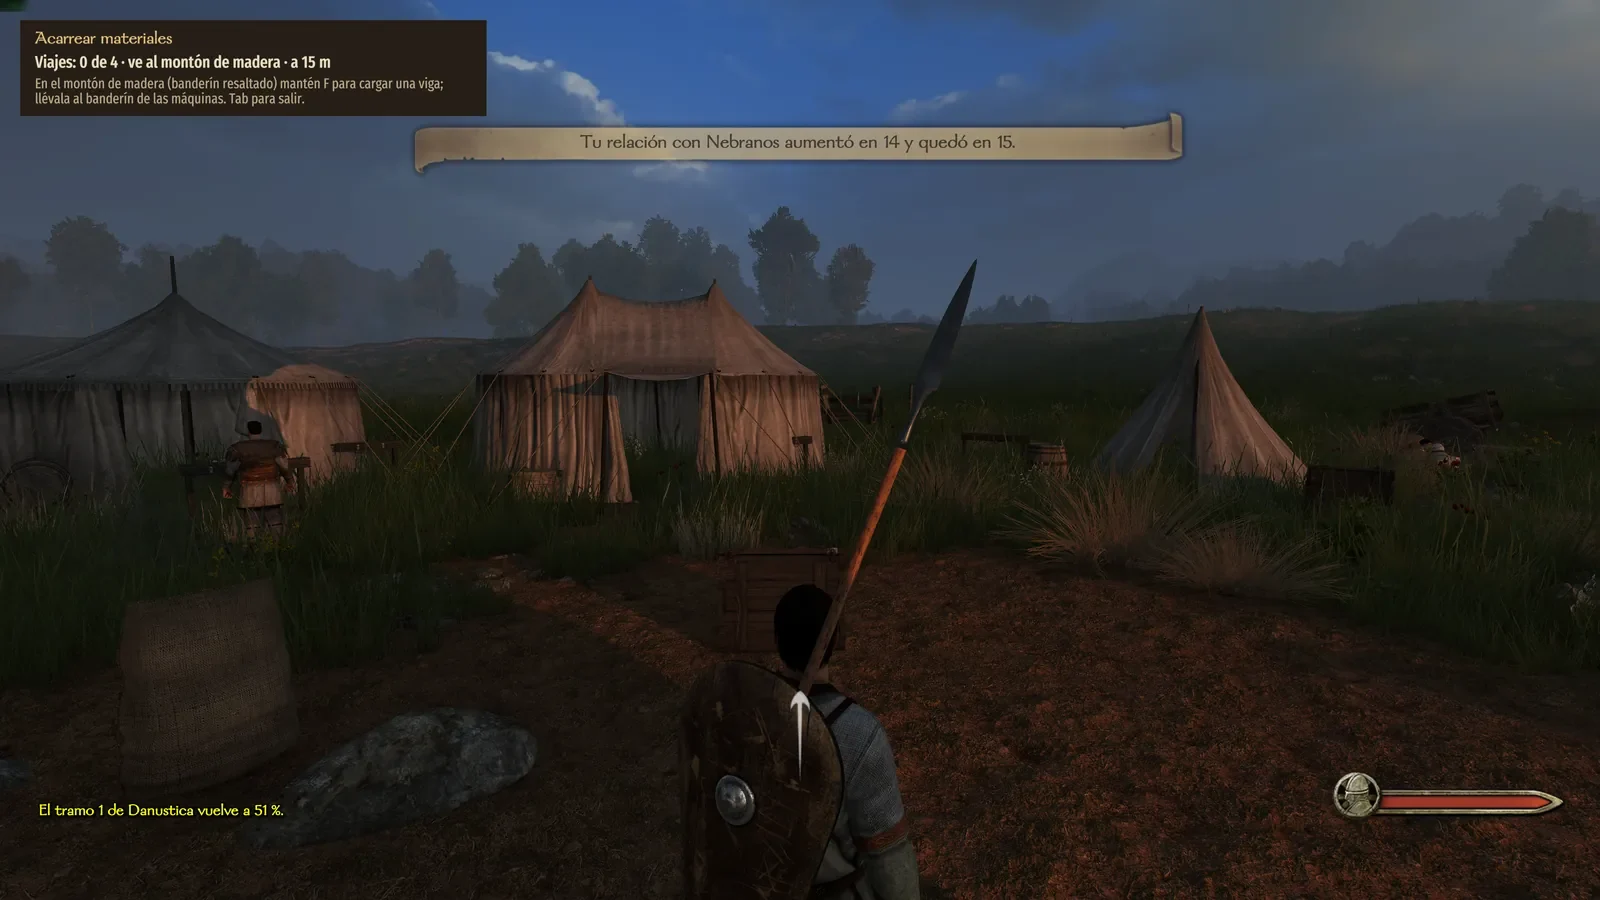 Acarrear materiales
Viajes: 0 de 4 · ve al montón de madera · a 15 m
En el montón de madera (banderín resaltado) mantén F para cargar una viga;
llévala al banderín de las máquinas. Tab para salir.
Tu relación con Nebranos aumentó en 14 y quedó en 15.
El tramo 1 de Danustica vuelve a 51 %.